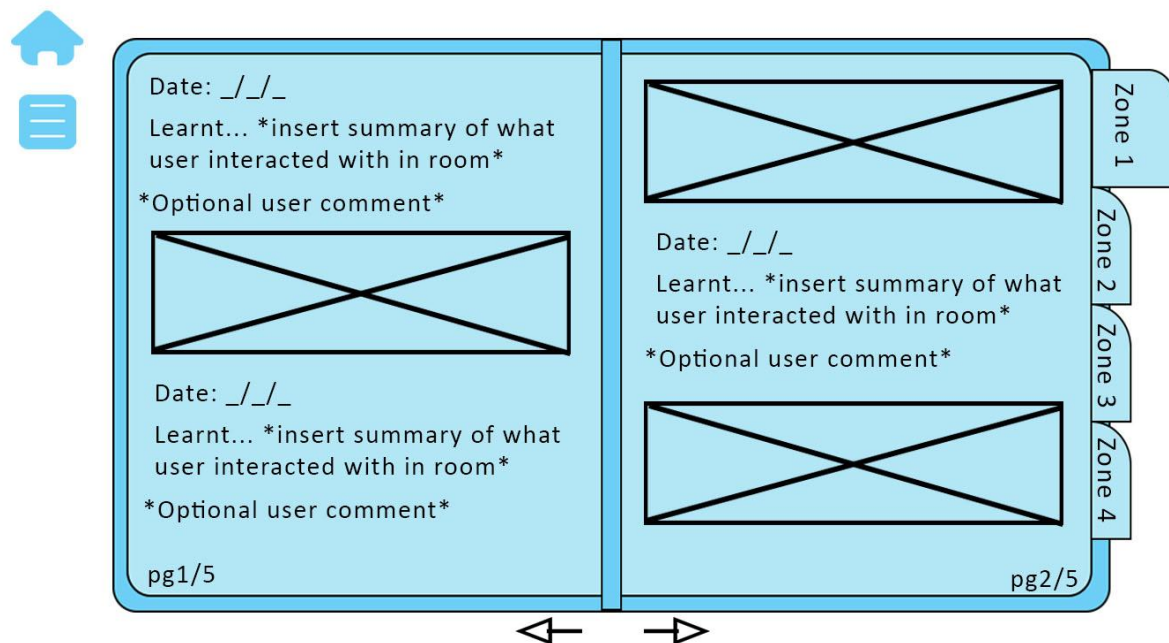 Date: _/_/_
Learnt... *insert summary of what
user interacted with in room*
*Optional user comment*
Date: _/_/_
Learnt... *insert summary of what
user interacted with in room*
*Optional user comment*
pg1/5
Date: _/_/_
Learnt... *insert summary of what
user interacted with in room*
*Optional user comment*
pg2/5
Zone 1
Zone 2
Zone 3
Zone 4